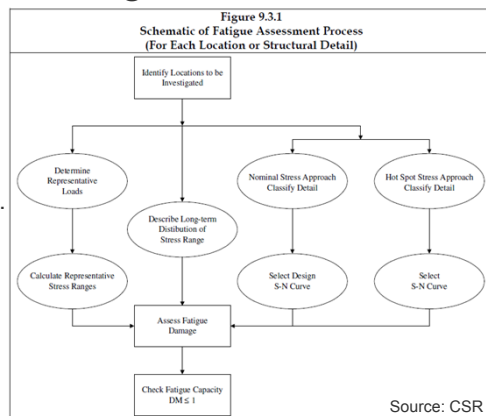 Figure 9.3.1
Schematic of Fatigue Assessment Process
(For Each Location or Structural Detail)
Identify Locations to be
Investigated
Determine
Representative
Loads
Nominal Stress Approach
Classify Detail
Hot Spot Stress Approach
Classify Detail
Describe Long-term
Distibution of
Stress Range
Calculate Representative
Stress Ranges
Select Design
S-N Curve
Select
S-N Curve
Assess Fatigue
Damage
Check Fatigue Capacity
DM ≤ 1
Source: CSR